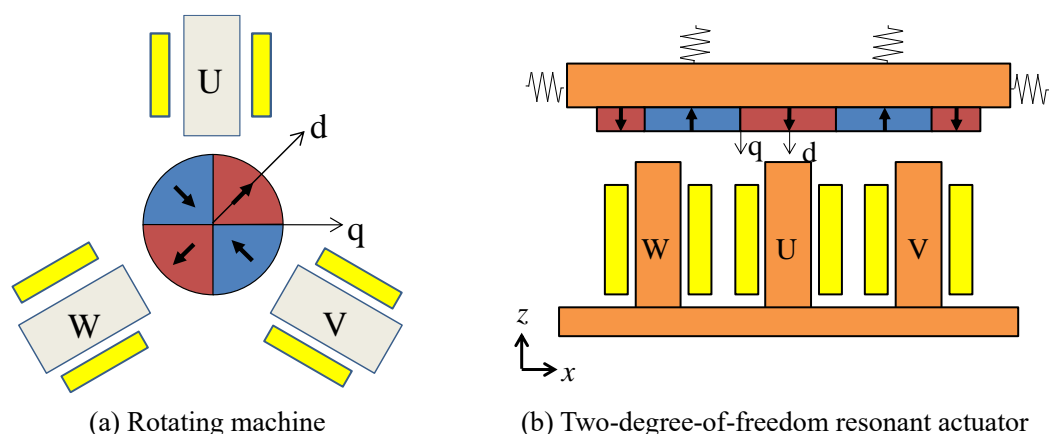 U
d
q
W
V
(a) Rotating machine
q
d
W
U
V
z
x
(b) Two-degree-of-freedom resonant actuator